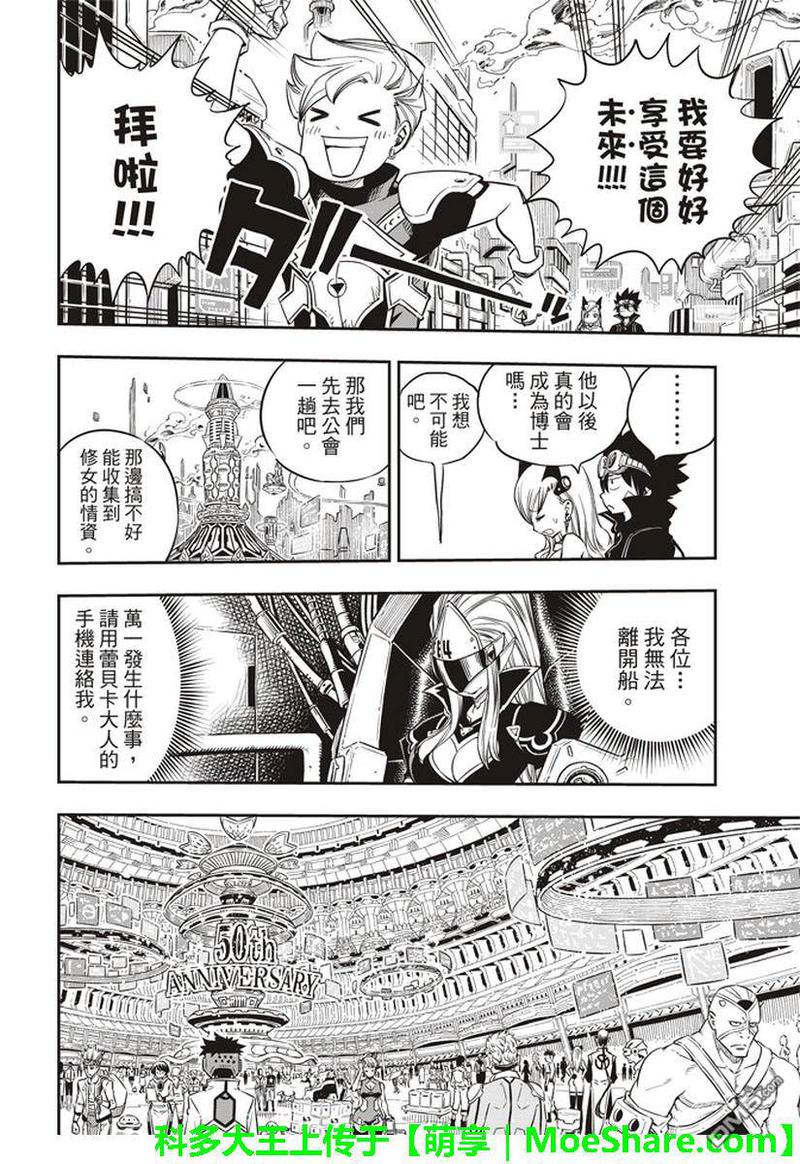 我要好好
享受這個
未來!!!!
拜啦!!!
ダー
⋯⋯⋯
他以後
真的會
成為博士
嗎⋯
我想
不可能
吧。
那我們
先去公會
一趟吧。
那邊搞不好
能收集到
修女的情資。
各位⋯
我無法
離開船。
EE4
萬一發生什麼事，
請用蕾貝卡大人的
手機連絡我。
50th
ANNIVERSARY
科多大王上传于【萌享/MoeShare.com】